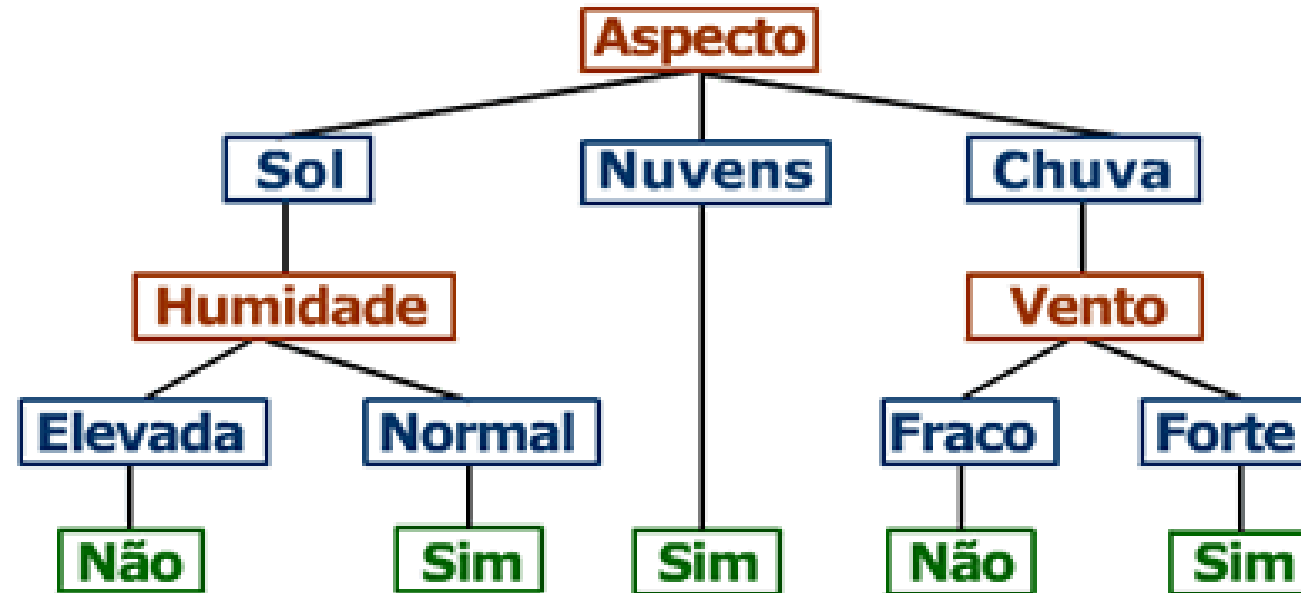 Aspecto
Sol Nuvens Chuva
Humidade Vento
Elevada Normal Fraco Forte
Não Sim Sim Não Sim